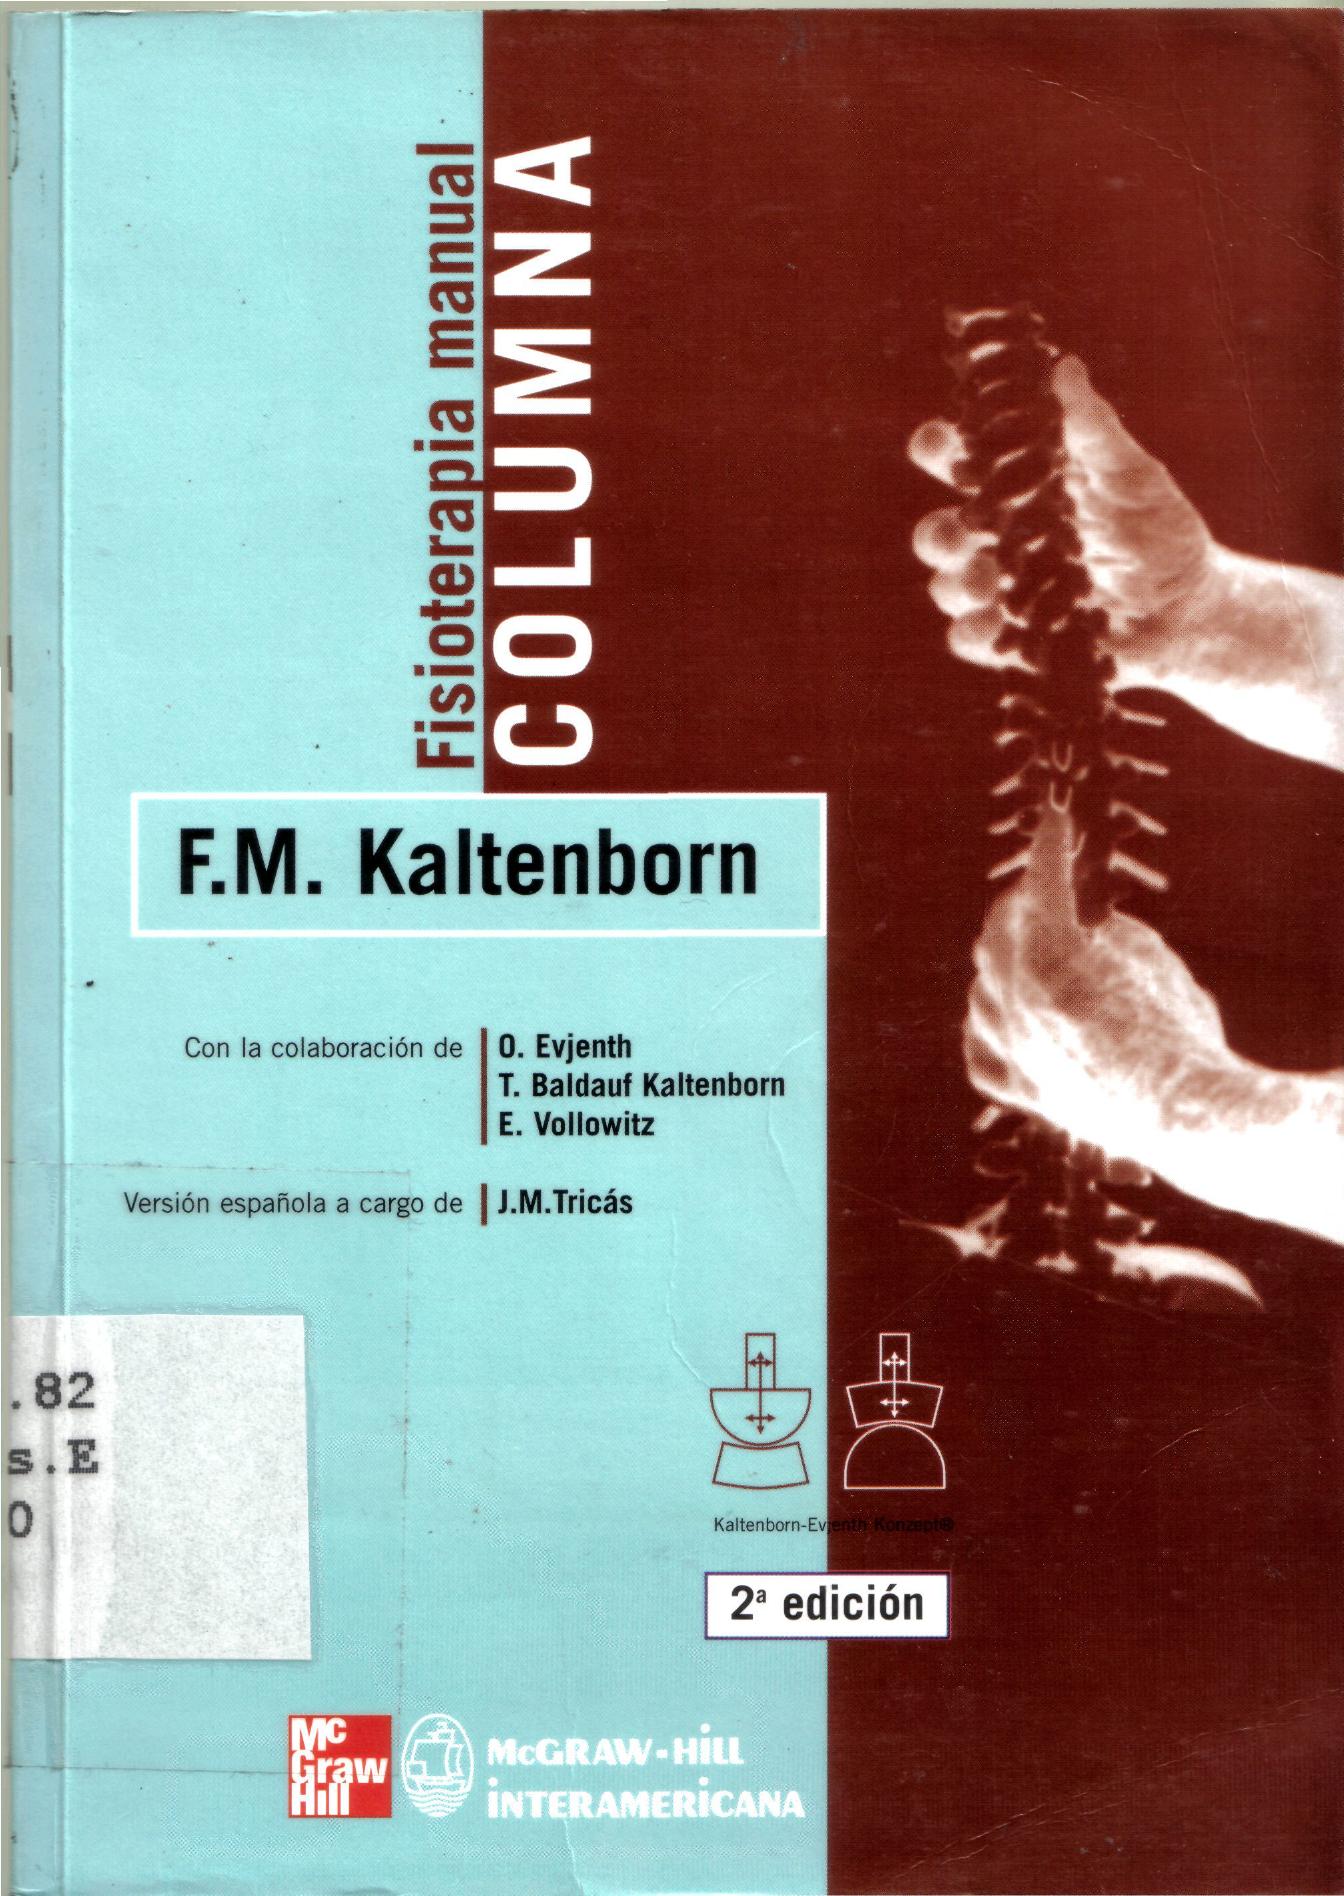 Fisioterapia manual
COLUMNA
F.M. Kaltenborn
Con la colaboración de
O. Evjenth
T. Baldauf Kaltenborn
E. Vollowitz
Versión española a cargo de
J.M.Tricás
.82
s.E
0
Kaltenborn-Evjenth Konzept®
2ª edición
Mc
Graw
Hill
McGRAW-HiLL
iNTERAMERiCANA